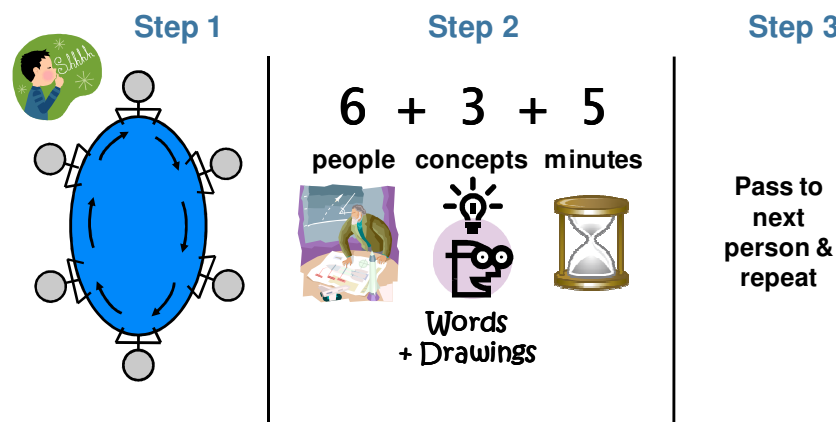 Step 1
Shhhh
Step 2
6 + 3 + 5
people concepts minutes
Words
+ Drawings
Step 3
Pass to
next
person &
repeat